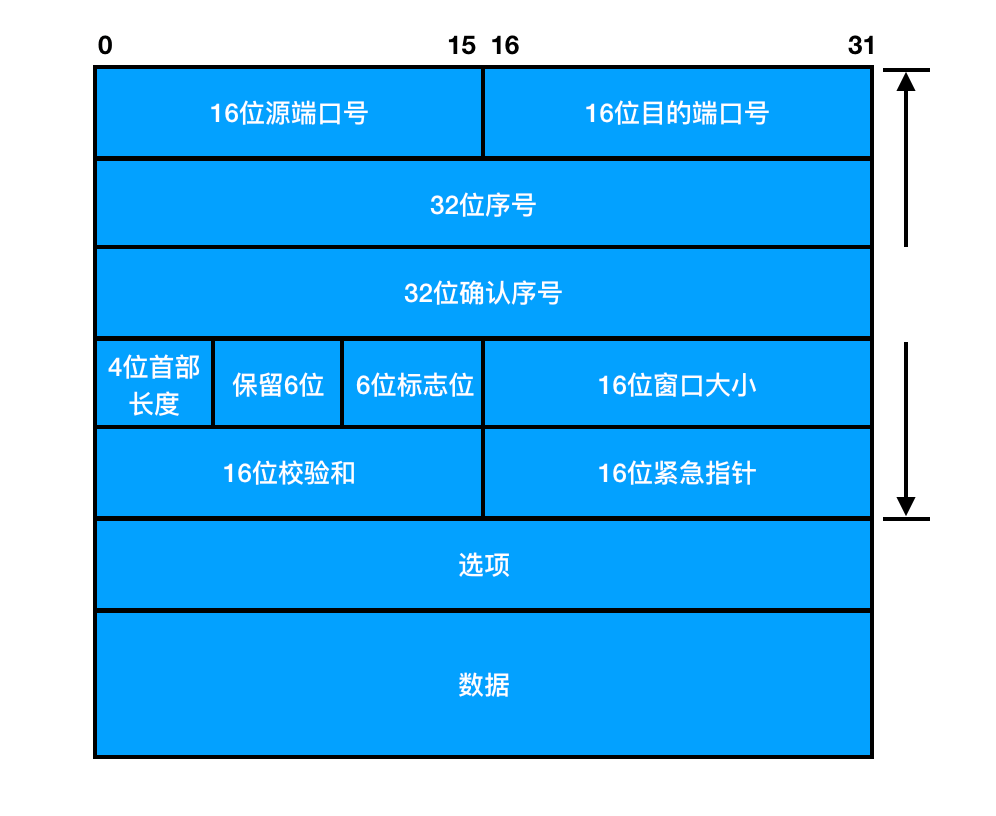 0 15 16 31
16位源端口号 16位目的端口号
32位序号
32位确认序号
4位首部
长度 保留6位 6位标志位 16位窗口大小
16位校验和 16位紧急指针
选项
数据